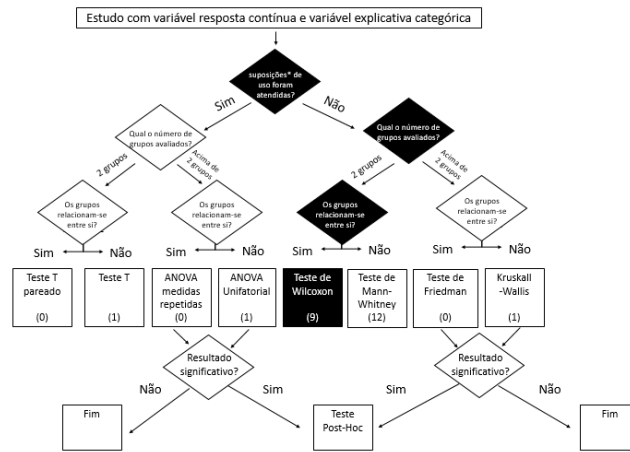 Estudo com variável resposta contínua e variável explicativa categórica
suposições* de
uso foram
atendidas?
Sim
Não
Qual o número de
grupos avaliados?
Qual o número de
grupos avaliados?
2 grupos
Acima de
2 grupos
2 grupos
Acima de
2 grupos
Os grupos
relacionam-se
entre si?
Os grupos
relacionam-se
entre si?
Os grupos
relacionam-se
entre si?
Os grupos
relacionam-se
entre si?
Sim
Não
Sim
Não
Sim
Não
Sim
Não
Teste T
pareado
(0)
Teste T
(1)
ANOVA
medidas
repetidas
(0)
ANOVA
Unifatorial
(1)
Teste de
Wilcoxon
(9)
Teste de
Mann-
Whitney
(12)
Teste de
Friedman
(0)
Kruskall
-Wallis
(1)
Resultado
significativo?
Resultado
significativo?
Não
Sim
Sim
Não
Fim
Teste
Post-Hoc
Fim